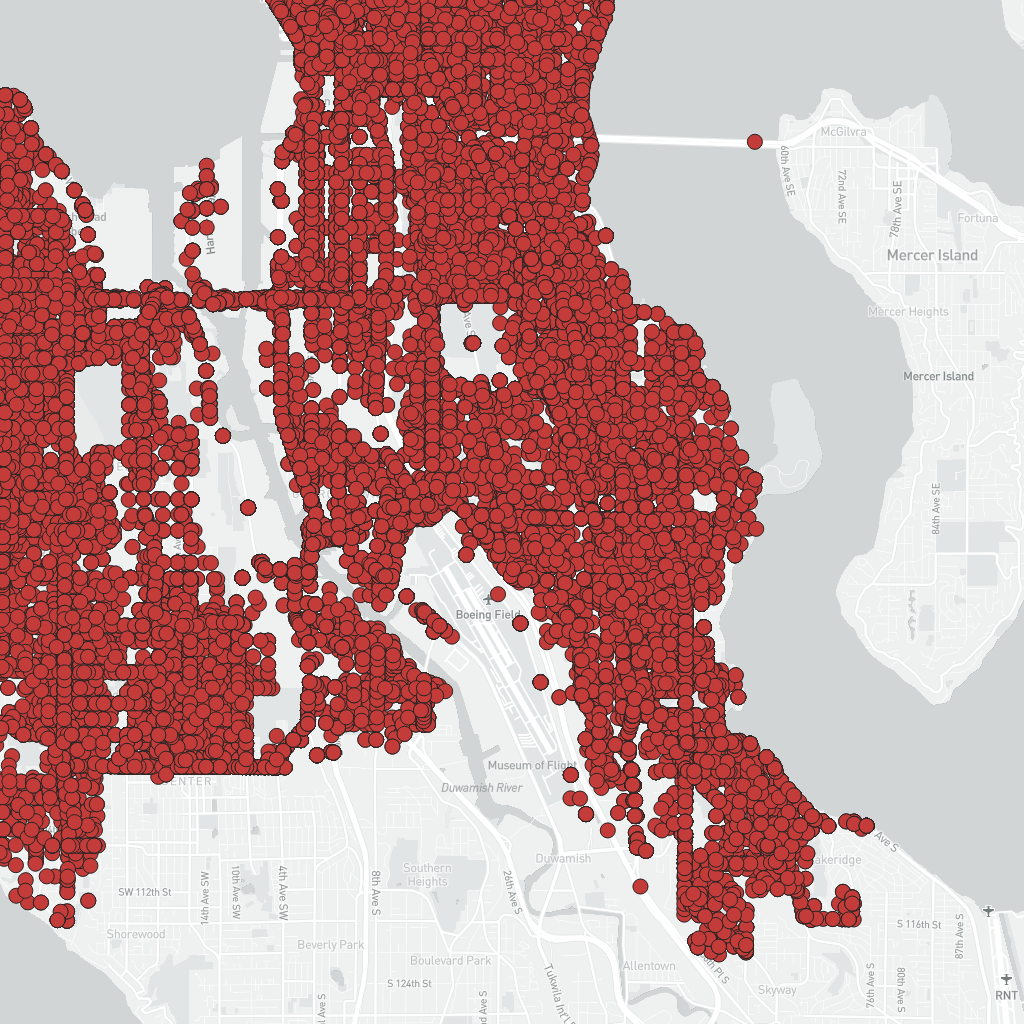 McGilvra
60th Ave SE
72nd Ave SE
78th Ave SE
Fortuna
Mercer Island
Mercer Heights
Mercer Island
84th Ave SE
Boeing Field
Museum of Flight
Duwamish River
Duwamish
Southern
Heights
SW 112th St
10th Ave SW
14th Ave SW
4th Ave SW
8th Ave S
26th Ave S
Shorewood
Beverly Park
Boulevard Park
S 124th St
Allentown
Skyway
S 116th St
87th Ave S
76th Ave S
80th Ave S
RNT